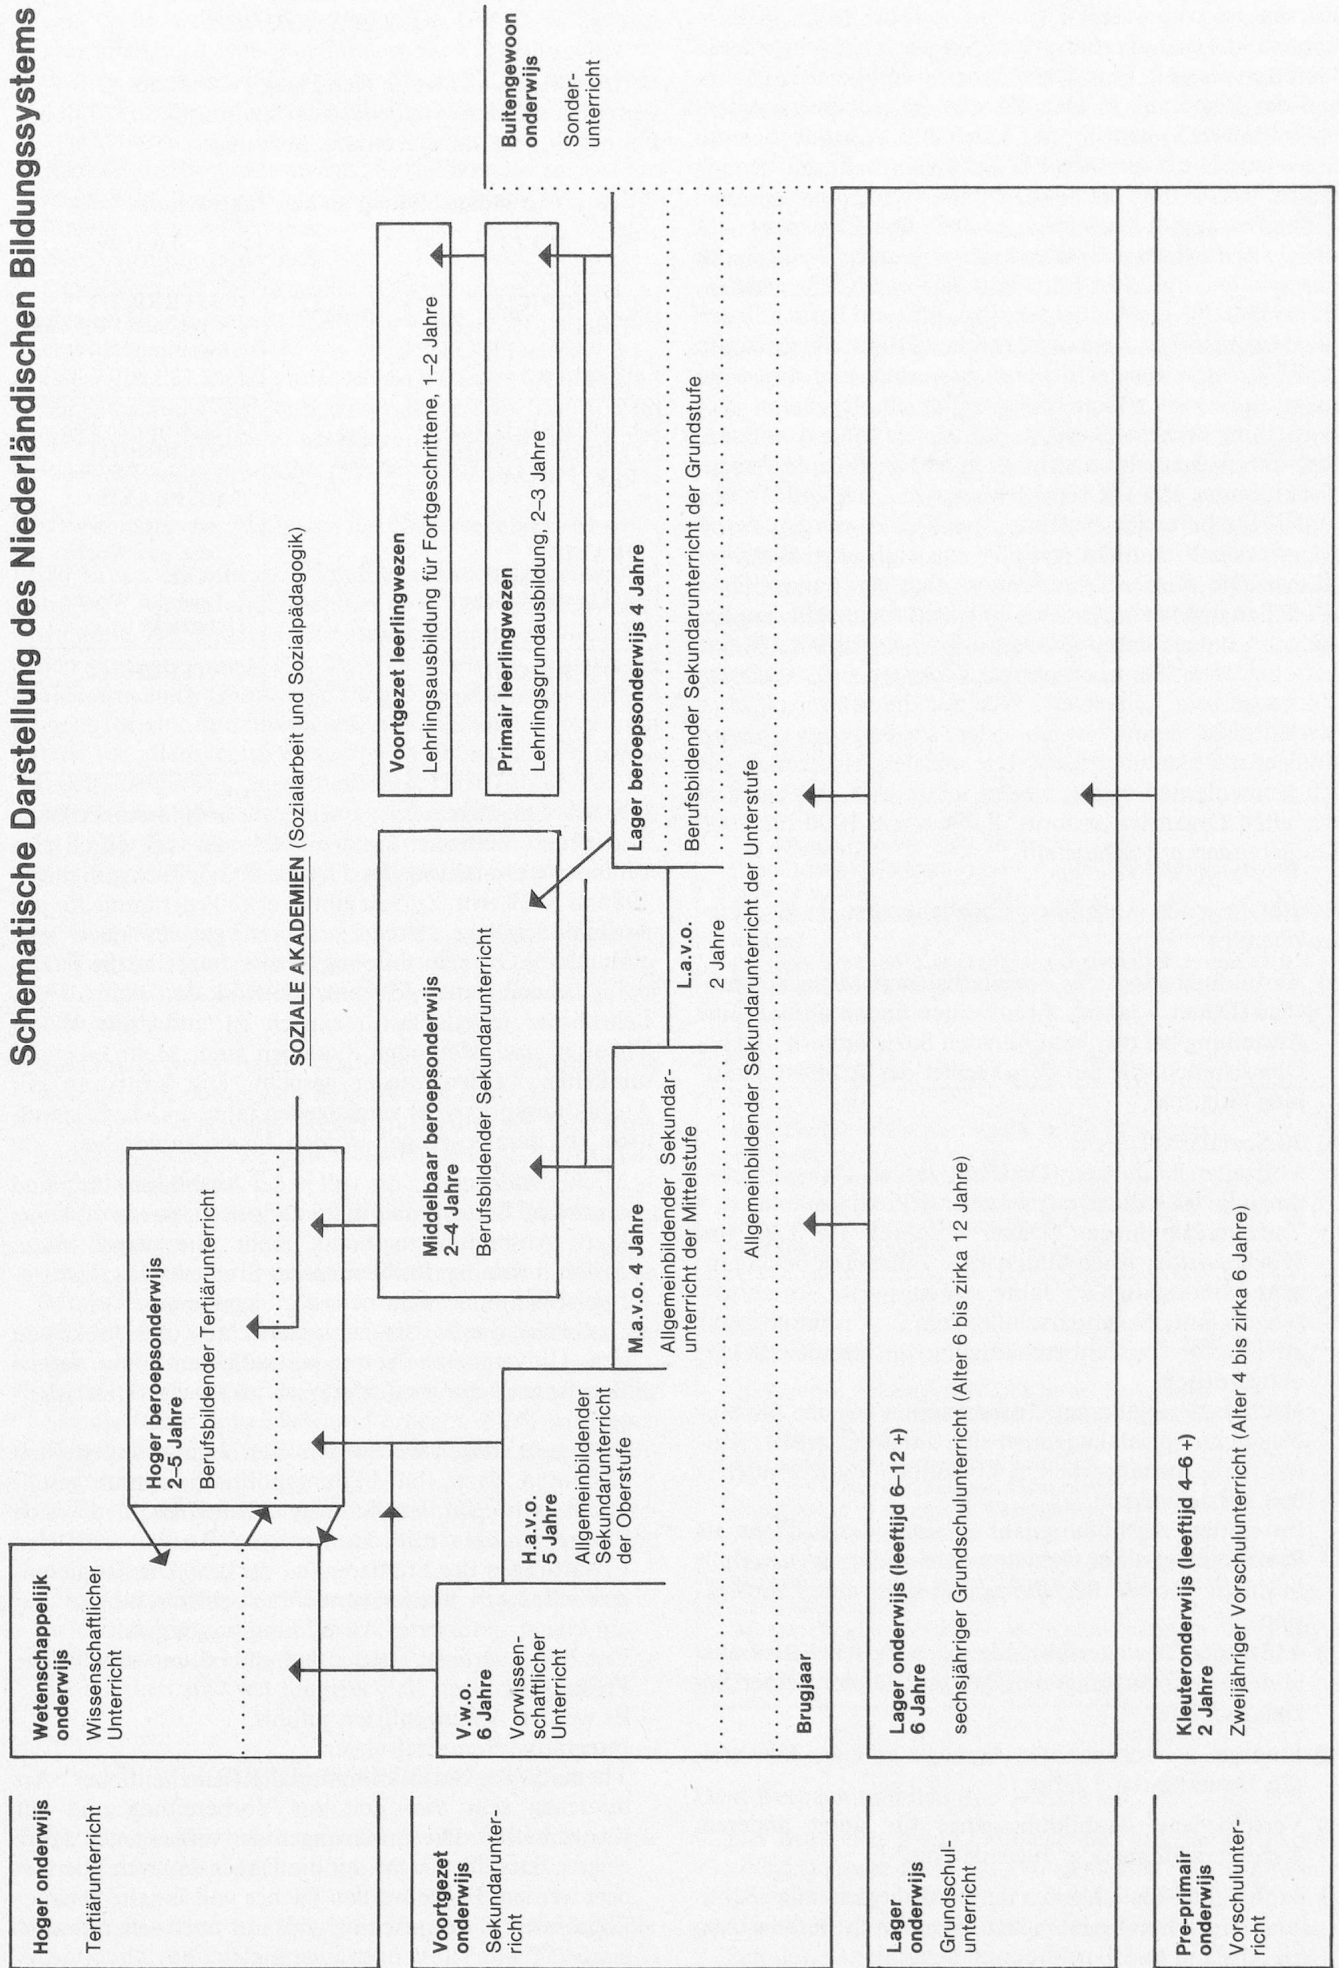 Schematische Darstellung des Niederländischen Bildungssystems
Hoger onderwijs
Tertiärunterricht
Wetenschappelijk
onderwijs
Wissenschaftlicher
Unterricht
Hoger beroepsonderwijs
2–5 Jahre
Berufsbildender Tertiärunterricht
SOZIALE AKADEMIEN (Sozialarbeit und Sozialpädagogik)
Voortgezet
onderwijs
Sekundarunter-
richt
V.w.o.
6 Jahre
Vorwissen-
schaftlicher
Unterricht
H.a.v.o.
5 Jahre
Allgemeinbildender
Sekundarunterricht
der Oberstufe
Middelbaar beroepsonderwijs
2–4 Jahre
Berufsbildender Sekundarunterricht
Voortgezet leerlingwezen
Lehrlingsausbildung für Fortgeschrittene, 1–2 Jahre
Primair leerlingwezen
Lehrlingsgrundausbildung, 2–3 Jahre
Buitengewoon
onderwijs
Sonder-
unterricht
M.a.v.o. 4 Jahre
Allgemeinbildender Sekundar-
unterricht der Mittelstufe
L.a.v.o.
2 Jahre
Lager beroepsonderwijs 4 Jahre
Berufsbildender Sekundarunterricht der Grundstufe
Allgemeinbildender Sekundarunterricht der Unterstufe
Brugjaar
Lager
onderwijs
Grundschul-
unterricht
Lager onderwijs (leeftijd 6–12 +)
6 Jahre
sechsjähriger Grundschulunterricht (Alter 6 bis zirka 12 Jahre)
Pre-primair
onderwijs
Vorschulunter-
richt
Kleuteronderwijs (leeftijd 4–6 +)
2 Jahre
Zweijähriger Vorschulunterricht (Alter 4 bis zirka 6 Jahre)